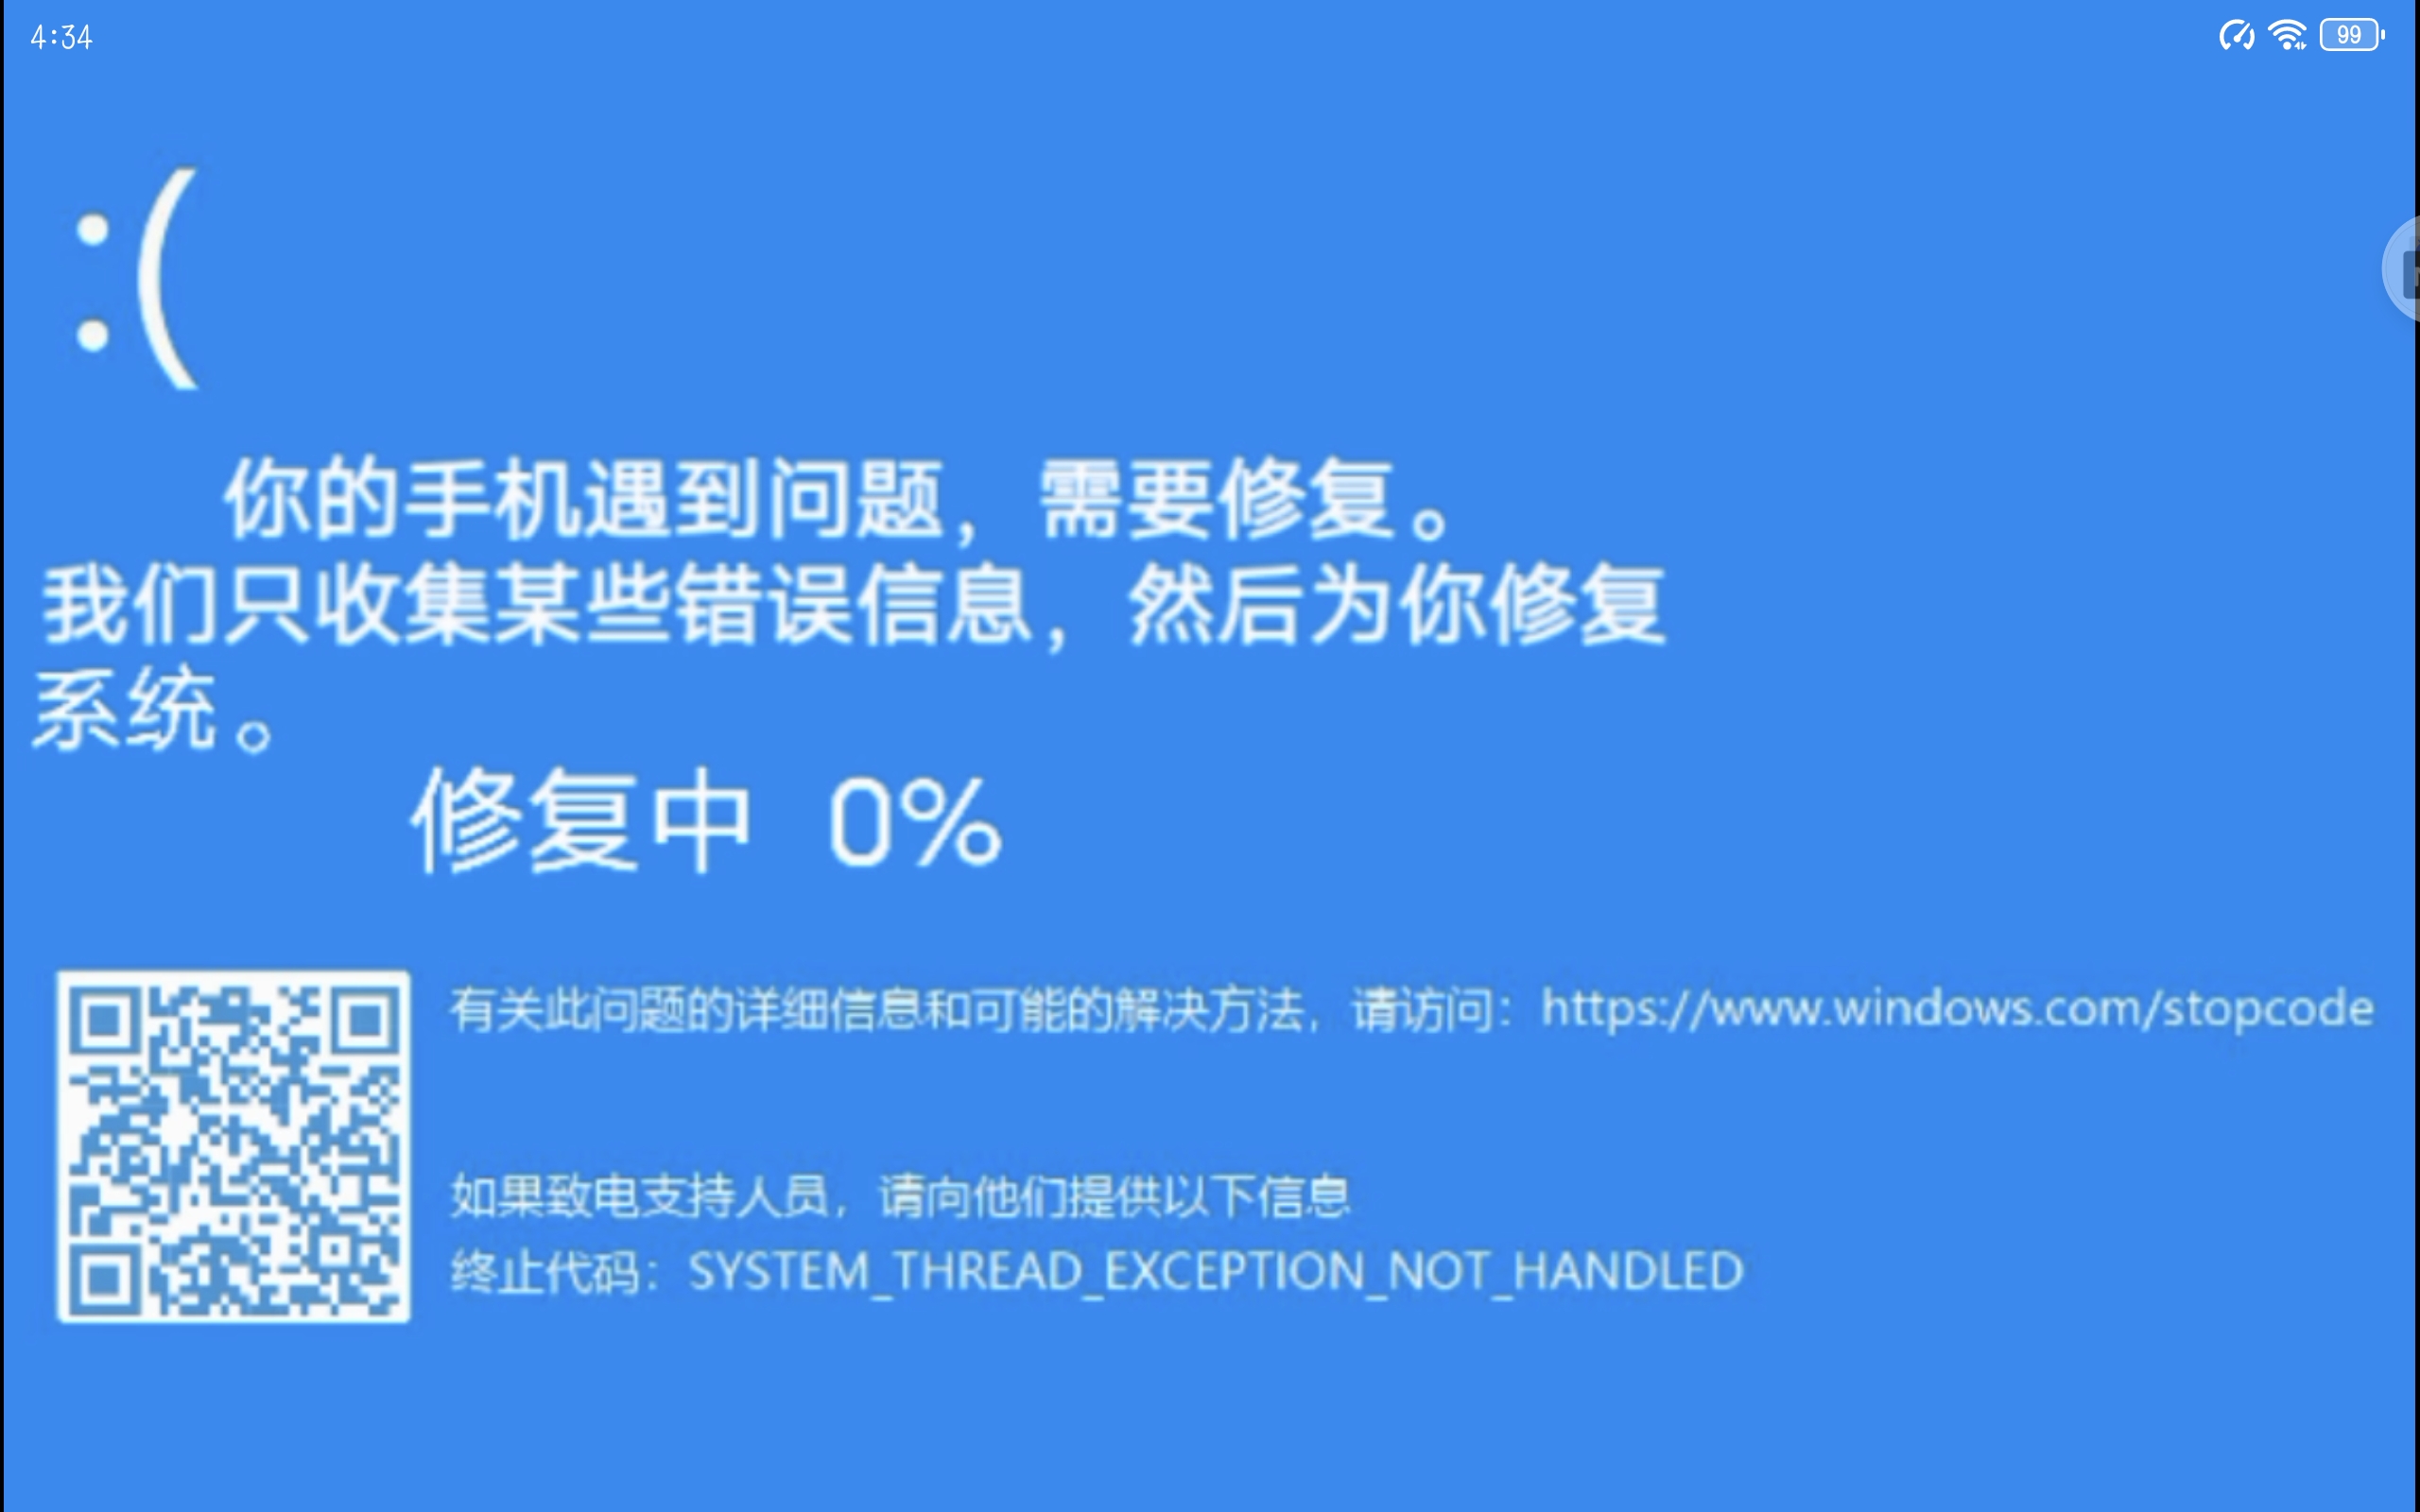 4:34
99
:(
你的手机遇到问题，需要修复。
我们只收集某些错误信息，然后为你修复
系统。
修复中 0%
有关此问题的详细信息和可能的解决方法，请访问：https://www.windows.com/stopcode
如果致电支持人员，请向他们提供以下信息
终止代码：SYSTEM_THREAD_EXCEPTION_NOT_HANDLED